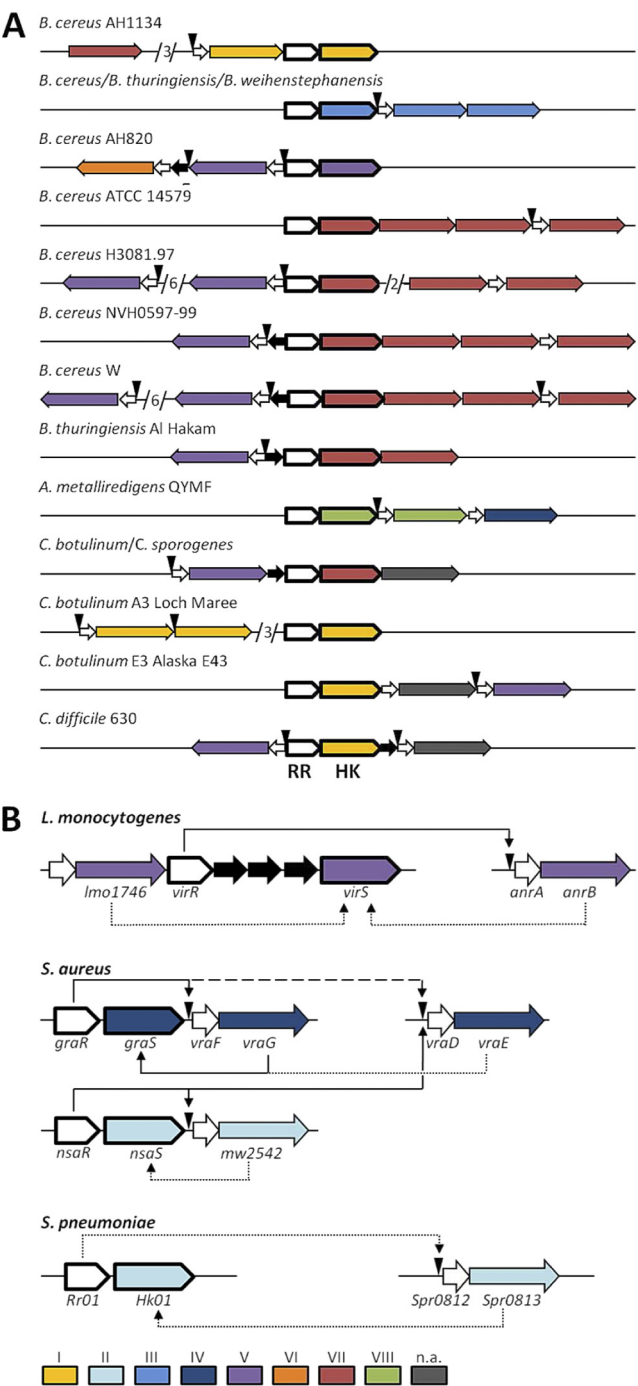 A
B. cereus AH1134
/3/
B. cereus/B. thuringiensis/B. weihenstephanensis
B. cereus AH820
B. cereus ATCC 14579
B. cereus H3081.97
/6/ /2/
B. cereus NVH0597-99
B. cereus W
/6/
B. thuringiensis Al Hakam
A. metalliredigens QYMF
C. botulinum/C. sporogenes
C. botulinum A3 Loch Maree
/3/
C. botulinum E3 Alaska E43
C. difficile 630
RR HK
B
L. monocytogenes
lmo1746 virR virS anrA anrB
S. aureus
graR graS vraF vraG vraD vraE
nsaR nsaS mw2542
S. pneumoniae
Rr01 Hk01 Spr0812 Spr0813
I II III IV V VI VII VIII n.a.